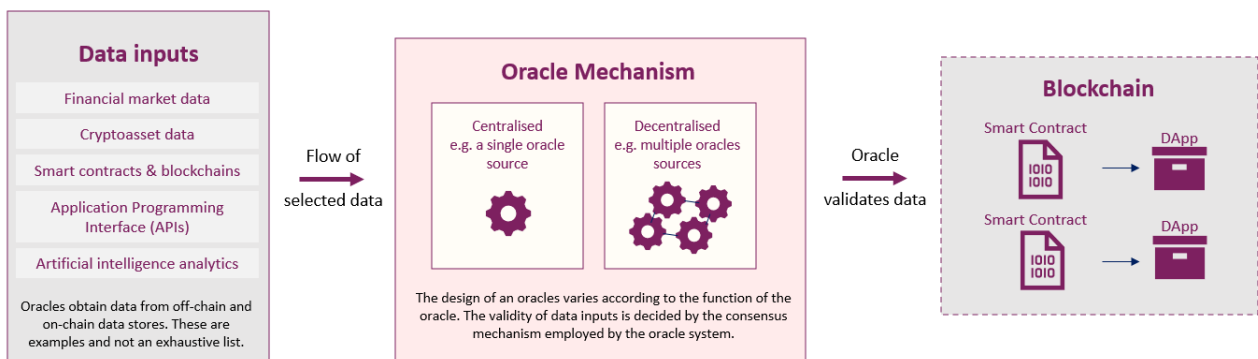 Data inputs
Financial market data
Cryptoasset data
Smart contracts & blockchains
Application Programming
Interface (APIs)
Artificial intelligence analytics
Oracles obtain data from off-chain and
on-chain data stores. These are
examples and not an exhaustive list.
Flow of
selected data
Oracle Mechanism
Centralised
e.g. a single oracle
source
Decentralised
e.g. multiple oracles
sources
The design of an oracles varies according to the function of the
oracle. The validity of data inputs is decided by the consensus
mechanism employed by the oracle system.
Oracle
validates data
Blockchain
Smart Contract
1010
1010
DApp
Smart Contract
1010
1010
DApp